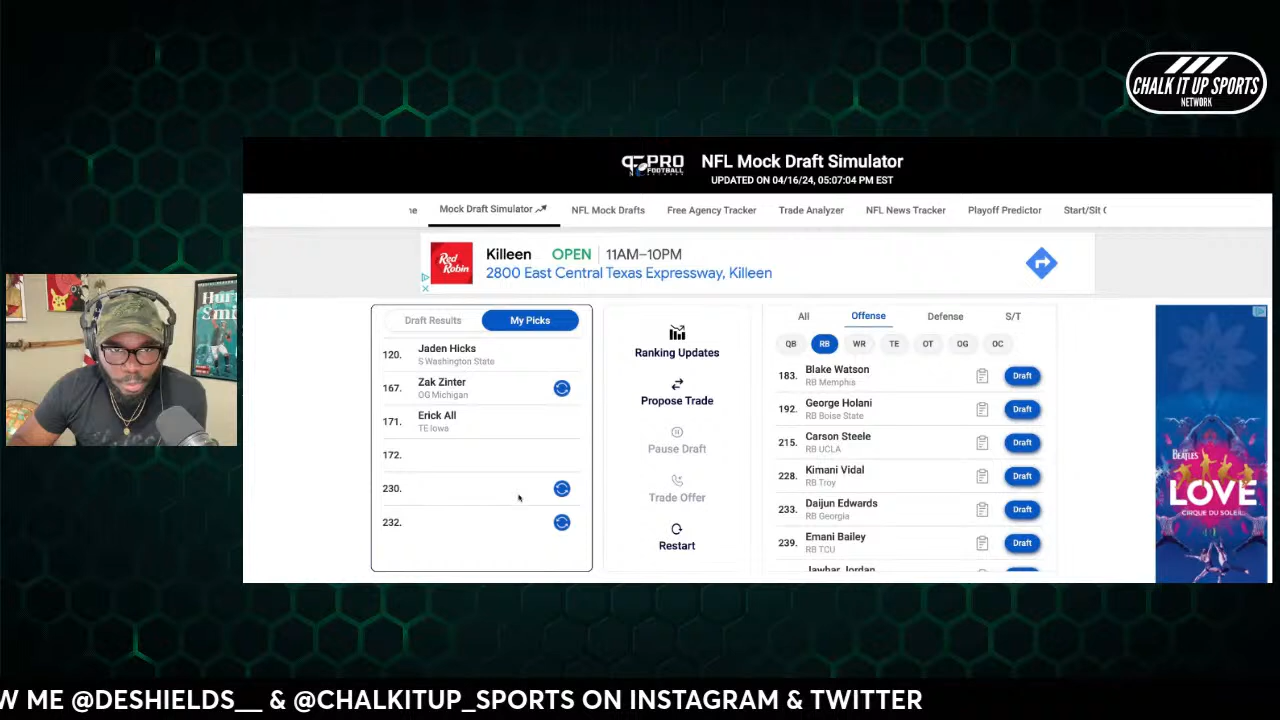 CHALK IT UP SPORTS
NETWORK
PRO
FOOTBALL
NFL Mock Draft Simulator
UPDATED ON 04/16/24, 05:07:04 PM EST
ne
Mock Draft Simulator
NFL Mock Drafts
Free Agency Tracker
Trade Analyzer
NFL News Tracker
Playoff Predictor
Start/Sit
Red
Robin
Killeen OPEN 11AM–10PM
2800 East Central Texas Expressway, Killeen
Draft Results
My Picks
120. Jaden Hicks
S Washington State
167. Zak Zinter
OG Michigan
171. Erick All
TE Iowa
172.
230.
232.
Ranking Updates
Propose Trade
Pause Draft
Trade Offer
Restart
All Offense Defense S/T
QB RB WR TE OT OG OC
183. Blake Watson Draft
RB Memphis
192. George Holani Draft
RB Boise State
215. Carson Steele Draft
RB UCLA
228. Kimani Vidal Draft
RB Troy
233. Daijun Edwards Draft
RB Georgia
239. Emani Bailey Draft
RB TCU
Jawhar Jordan
THE
BEATLES
LOVE
CIRQUE DU SOLEIL
W ME @DESHIELDS__ & @CHALKITUP_SPORTS ON INSTAGRAM & TWITTER